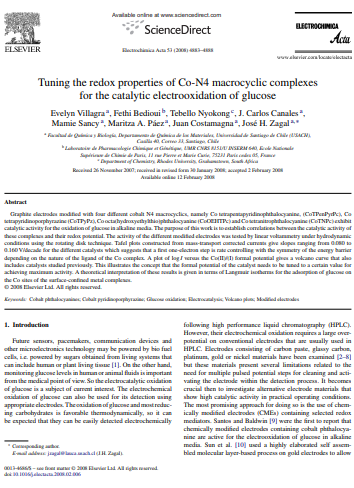 Available online at www.sciencedirect.com
ScienceDirect
ELSEVIER
Electrochimica Acta 53 (2008) 4883–4888
ELECTROCHIMICA
Acta
www.elsevier.com/locate/electacta
Tuning the redox properties of Co-N4 macrocyclic complexes
for the catalytic electrooxidation of glucose
Evelyn Villagra a, Fethi Bedioui b, Tebello Nyokong c, J. Carlos Canales a,
Mamie Sancy a, Maritza A. Páez a, Juan Costamagna a, José H. Zagal a,*
a Facultad de Química y Biología, Departamento de Química de los Materiales, Universidad de Santiago de Chile (USACH),
Casilla 40, Correo 33, Santiago, Chile
b Laboratoire de Pharmacologie Chimique et Génétique, UMR CNRS 8151/U INSERM 640, Ecole Nationale
Supérieure de Chimie de Paris, 11 rue Pierre et Marie Curie, 75231 Paris cedex 05, France
c Department of Chemistry, Rhodes University, Grahamstown, South Africa
Received 26 November 2007; received in revised form 30 January 2008; accepted 2 February 2008
Available online 12 February 2008
Abstract
Graphite electrodes modified with four different cobalt N4 macrocyclics, namely Co tetrapentapyridinophthalocyanine, (CoTPenPyrPc), Co
tetrapyridinoporphyrazine (CoTPyPz), Co octa(hydroxyethylthio)phthalocyanine (CoOEHTPc) and Co tetranitrophthalocyanine (CoTNPc) exhibit
catalytic activity for the oxidation of glucose in alkaline media. The purpose of this work is to establish correlations between the catalytic activity of
these complexes and their redox potential. The activity of the different modified electrodes was tested by linear voltammetry under hydrodynamic
conditions using the rotating disk technique. Tafel plots constructed from mass-transport corrected currents give slopes ranging from 0.080 to
0.160 V/decade for the different catalysts which suggests that a first one-electron step is rate controlling with the symmetry of the energy barrier
depending on the nature of the ligand of the Co complex. A plot of log I versus the Co(II)/(I) formal potential gives a volcano curve that also
includes catalysts studied previously. This illustrates the concept that the formal potential of the catalyst needs to be tuned to a certain value for
achieving maximum activity. A theoretical interpretation of these results is given in terms of Langmuir isotherms for the adsorption of glucose on
the Co sites of the surface-confined metal complexes.
© 2008 Elsevier Ltd. All rights reserved.
Keywords: Cobalt phthalocyanines; Cobalt pyridinoporphyrazine; Glucose oxidation; Electrocatalysis; Volcano plots; Modified electrodes
1. Introduction
Future sensors, pacemakers, communication devices and
other microelectronics technology may be powered by bio fuel
cells, i.e. powered by sugars obtained from living systems that
can include human or plant living tissue [1]. On the other hand,
monitoring glucose levels in human or animal fluids is important
from the medical point of view. So the electrocatalytic oxidation
of glucose is a subject of current interest. The electrochemical
oxidation of glucose can also be used for its detection using
appropriate electrodes. The oxidation of glucose and most reduc-
ing carbohydrates is favorable thermodynamically, so it can
be expected that they can be easily detected electrochemically
following high performance liquid chromatography (HPLC).
However, their electrochemical oxidation requires a large over-
potential on conventional electrodes that are usually used in
HPLC. Electrodes consisting of carbon paste, glassy carbon,
platinum, gold or nickel materials have been examined [2–8]
but these materials present several limitations related to the
need for multiple pulsed potential steps for cleaning and acti-
vating the electrode within the detection process. It becomes
crucial then to investigate alternative electrode materials that
show high catalytic activity in practical operating conditions.
The most promising approach for doing so is the use of chem-
ically modified electrodes (CMEs) containing selected redox
mediators. Santos and Baldwin [9] were the first to report that
chemically modified electrodes containing cobalt phthalocya-
nine are active for the electrooxidation of glucose in alkaline
media. Sun et al. [10] used a highly elaborated self assem-
bled molecular-layer-based process on gold electrodes to allow
* Corresponding author.
E-mail address: jzagal@lauca.usach.cl (J.H. Zagal).
0013-4686/$ – see front matter © 2008 Elsevier Ltd. All rights reserved.
doi:10.1016/j.electacta.2008.02.006